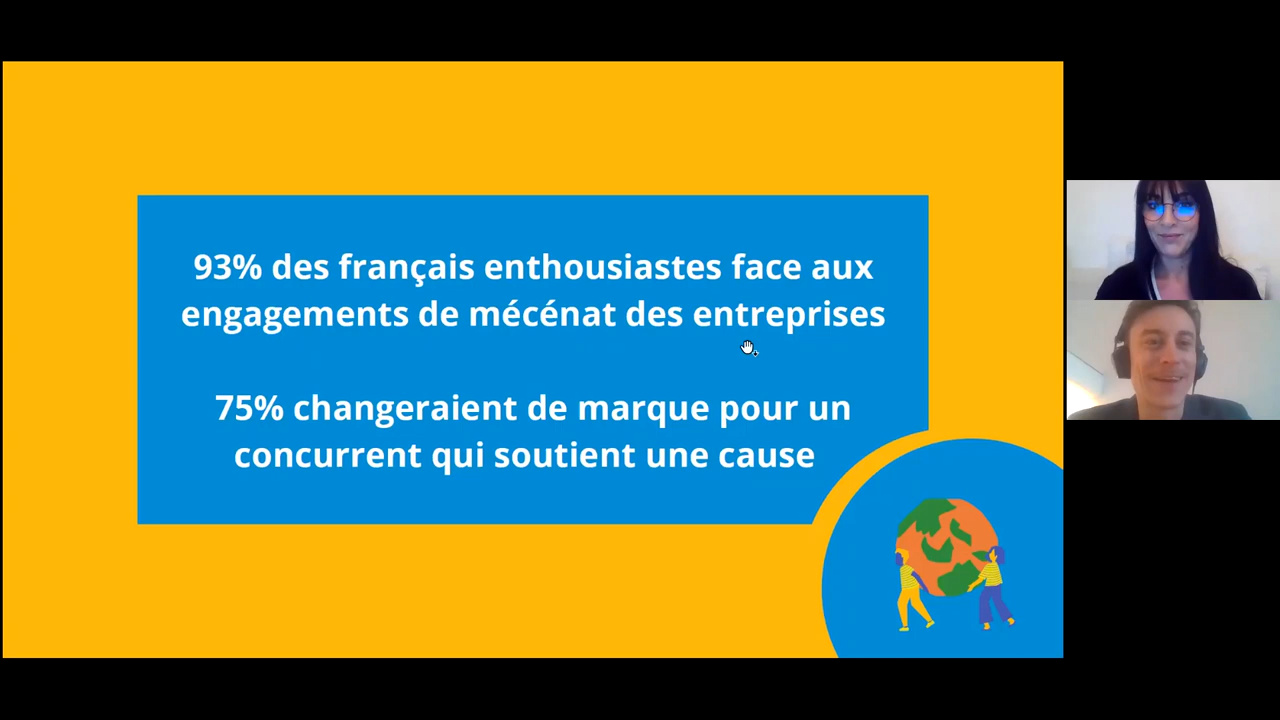 93% des français enthousiastes face aux
engagements de mécénat des entreprises
75% changeraient de marque pour un
concurrent qui soutient une cause